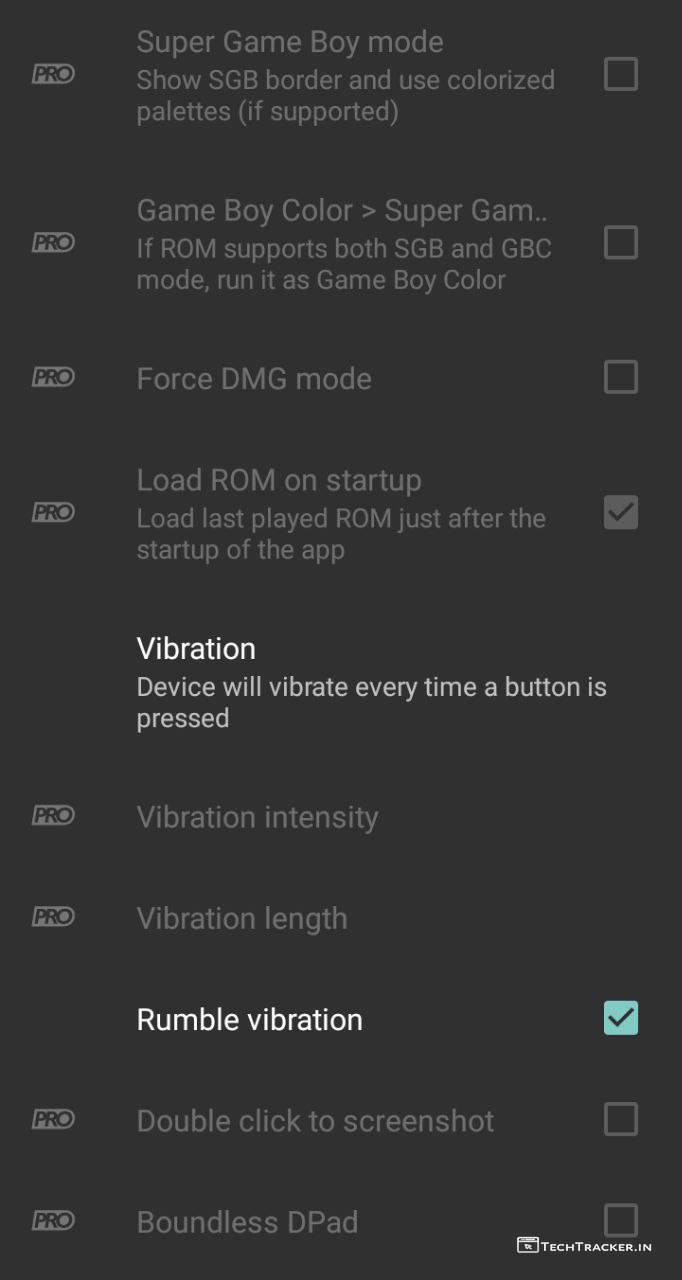 Super Game Boy mode
PRO
Show SGB border and use colorized
palettes (if supported)
Game Boy Color > Super Gam..
PRO
If ROM supports both SGB and GBC
mode, run it as Game Boy Color
PRO
Force DMG mode
Load ROM on startup
PRO
Load last played ROM just after the
startup of the app
Vibration
Device will vibrate every time a button is
pressed
PRO
Vibration intensity
PRO
Vibration length
Rumble vibration
PRO
Double click to screenshot
PRO
Boundless DPad
TECHTRACKER.IN